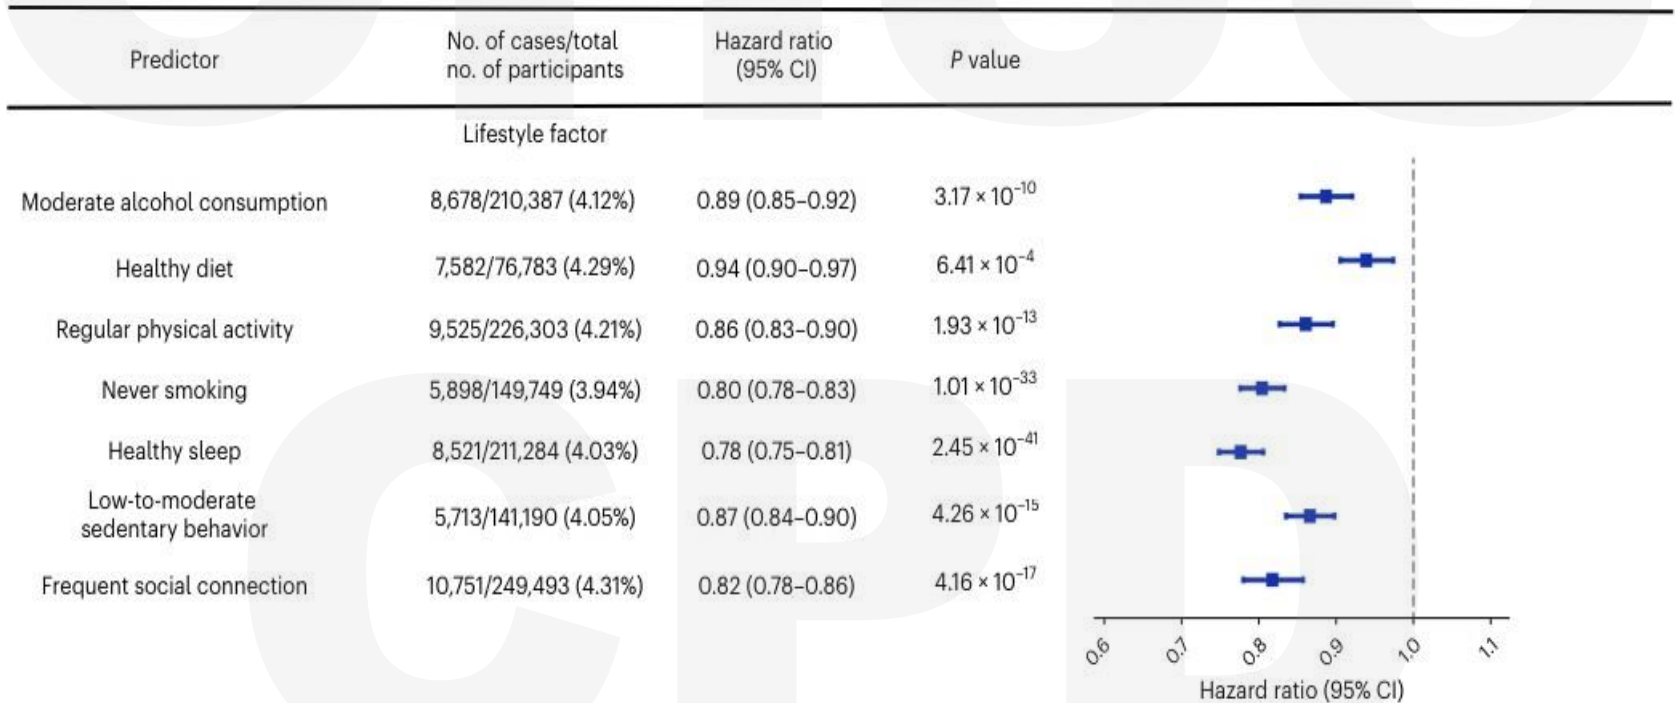 Predictor
No. of cases/total
no. of participants
Hazard ratio
(95% CI)
P value
Lifestyle factor
Moderate alcohol consumption 8,678/210,387 (4.12%) 0.89 (0.85–0.92) 3.17 × 10⁻¹⁰
Healthy diet 7,582/76,783 (4.29%) 0.94 (0.90–0.97) 6.41 × 10⁻⁴
Regular physical activity 9,525/226,303 (4.21%) 0.86 (0.83–0.90) 1.93 × 10⁻¹³
Never smoking 5,898/149,749 (3.94%) 0.80 (0.78–0.83) 1.01 × 10⁻³³
Healthy sleep 8,521/211,284 (4.03%) 0.78 (0.75–0.81) 2.45 × 10⁻⁴¹
Low-to-moderate
sedentary behavior 5,713/141,190 (4.05%) 0.87 (0.84–0.90) 4.26 × 10⁻¹⁵
Frequent social connection 10,751/249,493 (4.31%) 0.82 (0.78–0.86) 4.16 × 10⁻¹⁷
0.6 0.7 0.8 0.9 1.0 1.1
Hazard ratio (95% CI)
CPD